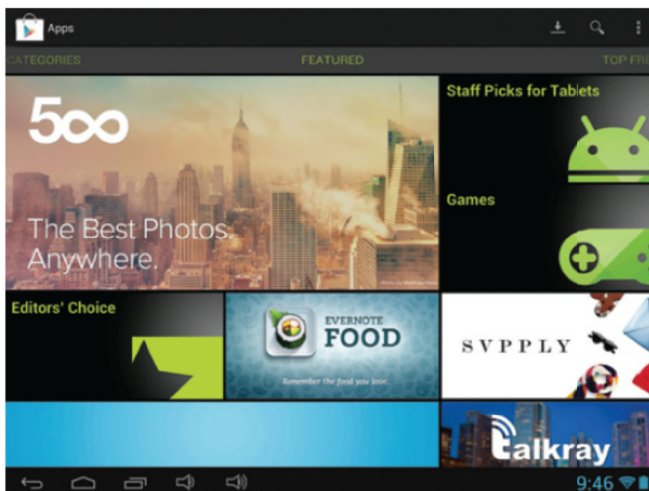 Apps
CATEGORIES
FEATURED
TOP FRE
500
The Best Photos.
Anywhere.
Staff Picks for Tablets
Games
Editors' Choice
EVERNOTE
FOOD
Remember the food you love.
SVPPLY
talkray
9:46